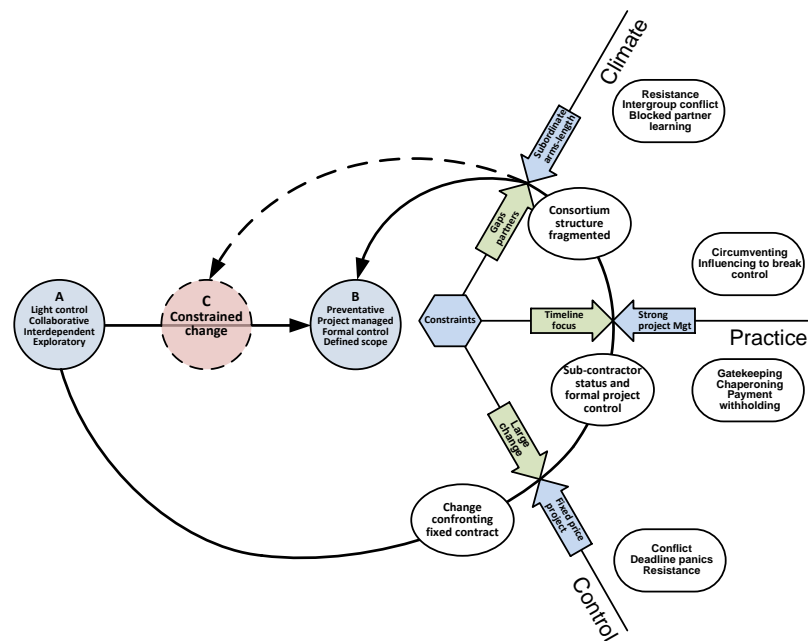 Climate
Resistance
Intergroup conflict
Blocked partner
learning
Subordinate
arms-length
Gaps
partners
Consortium
structure
fragmented
Circumventing
Influencing to break
control
A
Light control
Collaborative
Interdependent
Exploratory
C
Constrained
change
B
Preventative
Project managed
Formal control
Defined scope
Constraints
Timeline
focus
Strong
project Mgt
Practice
Sub-contractor
status and
formal project
control
Gatekeeping
Chaperoning
Payment
withholding
Large
change
Change
confronting
fixed contract
Fixed price
project
Conflict
Deadline panics
Resistance
Control